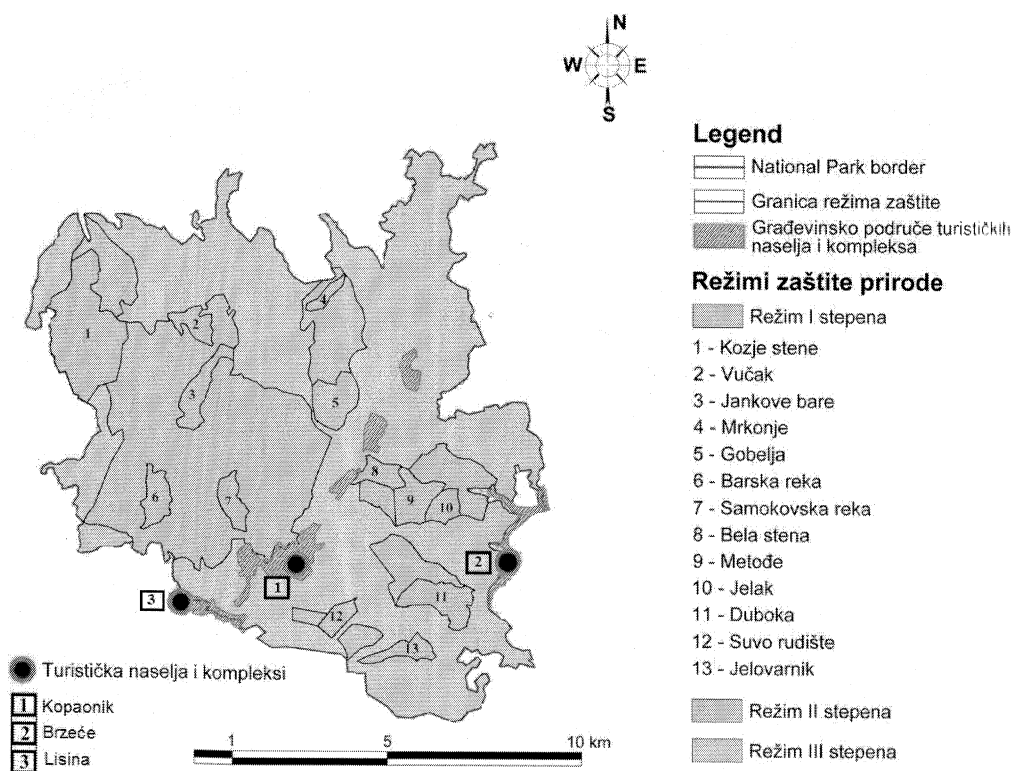 N
W E
S
Legend
National Park border
Granica režima zaštite
Građevinsko područe turističkih
naselja i kompleksa
Režimi zaštite prirode
Režim I stepena
1 - Kozje stene
2 - Vučak
3 - Jankove bare
4 - Mrkonje
5 - Gobelja
6 - Barska reka
7 - Samokovska reka
8 - Bela stena
9 - Metođe
10 - Jelak
11 - Duboka
12 - Suvo rudište
13 - Jelovarnik
Režim II stepena
Režim III stepena
1
2
3
4
5
6
7
8
9
10
11
12
13
1
2
3
Turistička naselja i kompleksi
1 Kopaonik
2 Brzeće
3 Lisina
1 5 10 km